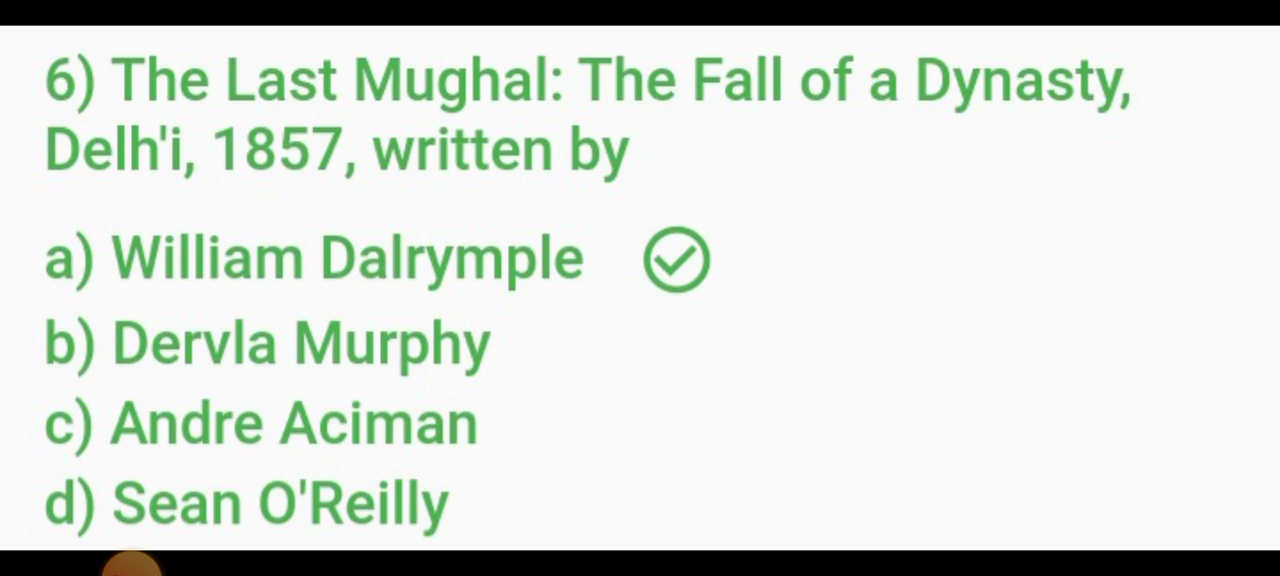 6) The Last Mughal: The Fall of a Dynasty,
Delh'i, 1857, written by
a) William Dalrymple
b) Dervla Murphy
c) Andre Aciman
d) Sean O'Reilly